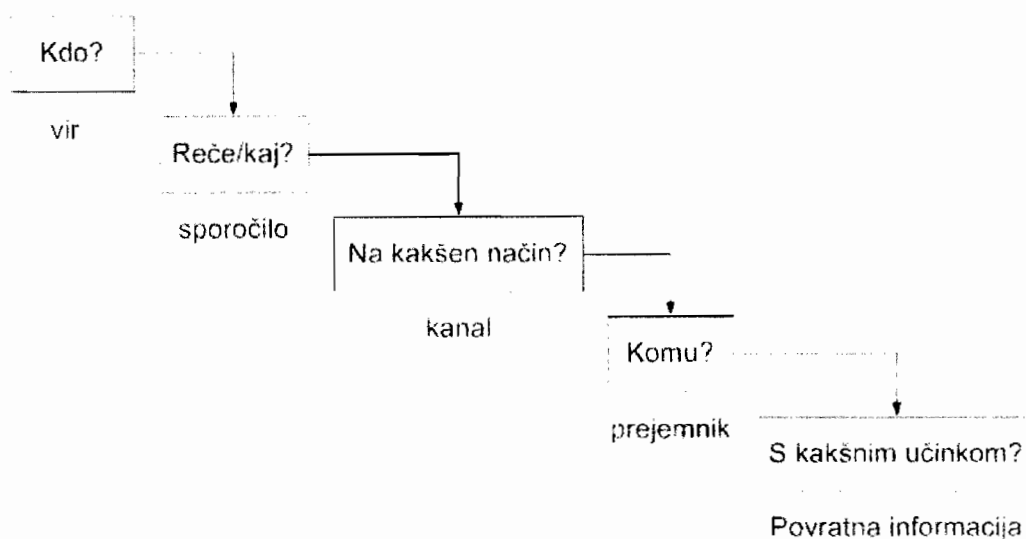 Kdo?
vir
Reče/kaj?
sporočilo
Na kakšen način?
kanal
Komu?
prejemnik
S kakšnim učinkom?
Povratna informacija